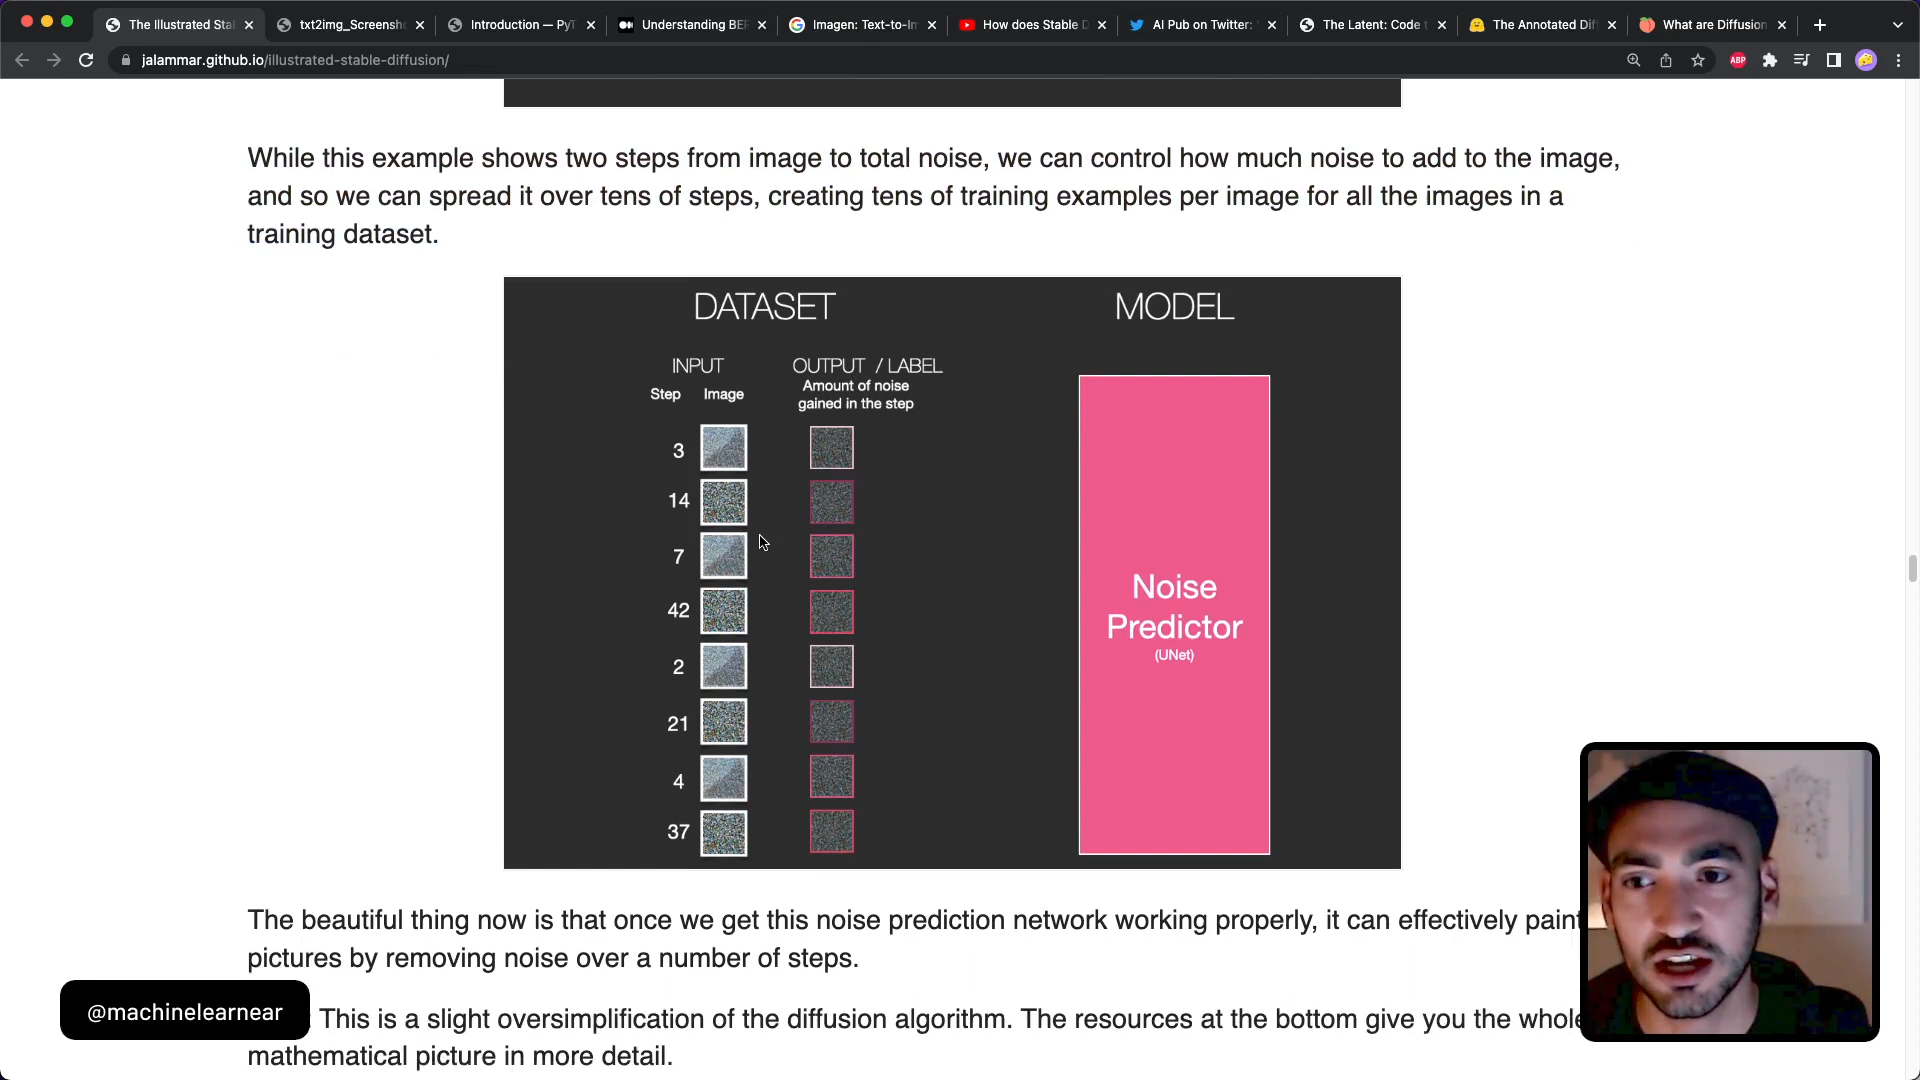 The Illustrated Sta
txt2img_Screensh
Introduction — PyT
Understanding BE
Imagen: Text-to-Im
How does Stable D
AI Pub on Twitter:
The Latent: Code t
The Annotated Dif
What are Diffusion
jalammar.github.io/illustrated-stable-diffusion/
ABP
While this example shows two steps from image to total noise, we can control how much noise to add to the image,
and so we can spread it over tens of steps, creating tens of training examples per image for all the images in a
training dataset.
DATASET
MODEL
INPUT
OUTPUT / LABEL
Step Image
Amount of noise
gained in the step
3
14
7
42
2
21
4
37
Noise
Predictor
(UNet)
The beautiful thing now is that once we get this noise prediction network working properly, it can effectively paint
pictures by removing noise over a number of steps.
@machinelearnear
: This is a slight oversimplification of the diffusion algorithm. The resources at the bottom give you the whole
mathematical picture in more detail.